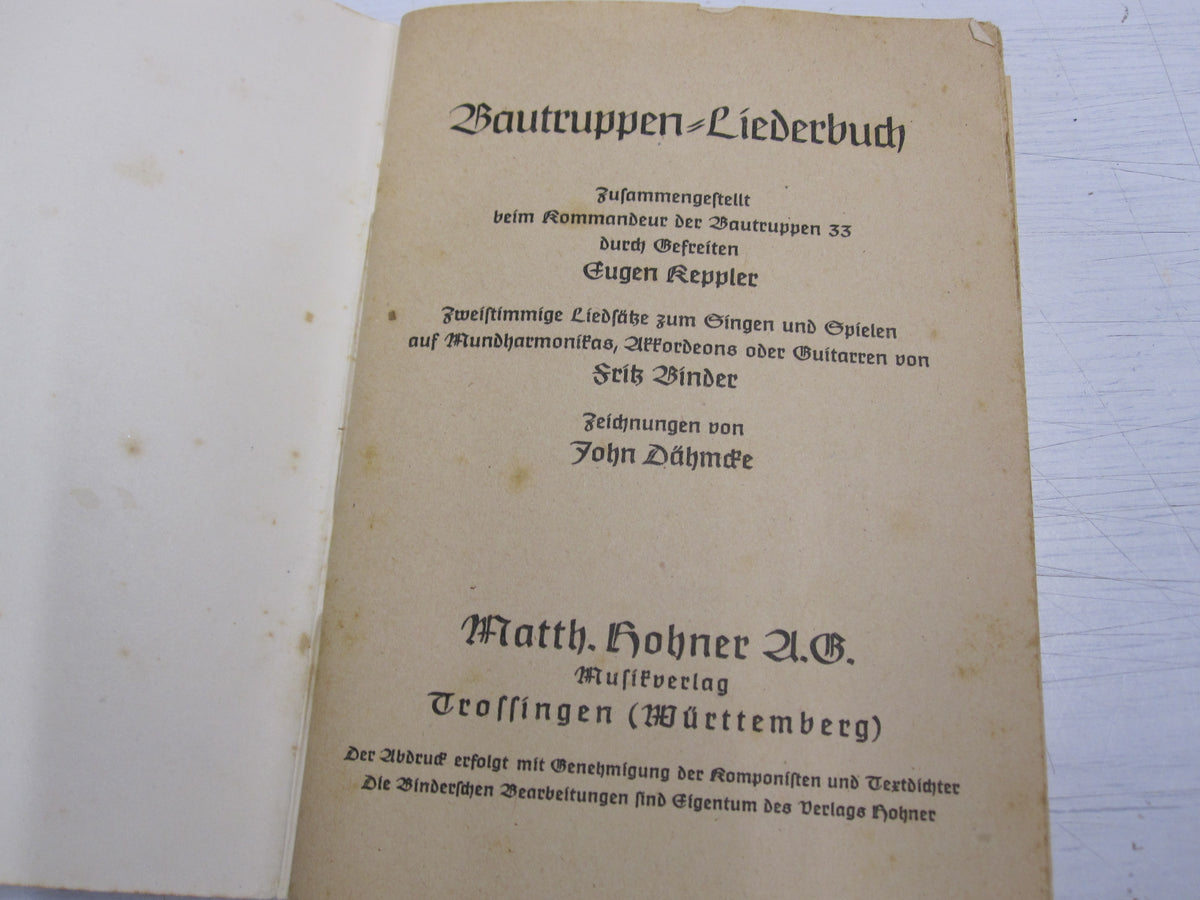 Bautruppen=Liederbuch
Zuſammengeſtellt
beim Kommandeur der Bautruppen 33
durch Gefreiten
Eugen Keppler
Zweiſtimmige Liedſätze zum Singen und Spielen
auf Mundharmonikas, Akkordeons oder Guitarren von
Fritz Binder
Zeichnungen von
John Dähmcke
Matth. Hohner A.G.
Muſikverlag
Troſſingen (Württemberg)
Der Abdruck erfolgt mit Genehmigung der Komponiſten und Textdichter
Die Binderſchen Bearbeitungen ſind Eigentum des Verlags Hohner